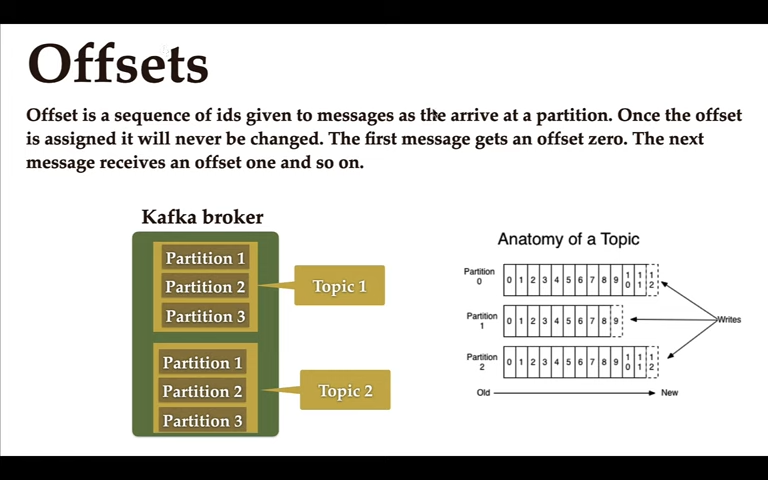 Offsets
Offset is a sequence of ids given to messages as the arrive at a partition. Once the offset
is assigned it will never be changed. The first message gets an offset zero. The next
message receives an offset one and so on.
Kafka broker
Partition 1
Partition 2
Partition 3
Topic 1
Partition 1
Partition 2
Partition 3
Topic 2
Anatomy of a Topic
Partition
0
0 1 2 3 4 5 6 7 8 9 10 11 12
Partition
1
0 1 2 3 4 5 6 7 8 9
Writes
Partition
2
0 1 2 3 4 5 6 7 8 9 10 11 12
Old
New